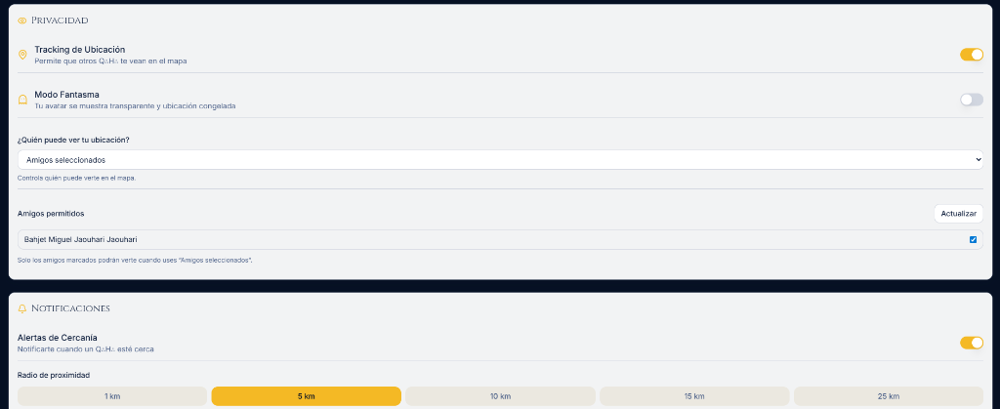 PRIVACIDAD
Tracking de Ubicación
Permite que otros Q∴H∴ te vean en el mapa
Modo Fantasma
Tu avatar se muestra transparente y ubicación congelada
¿Quién puede ver tu ubicación?
Amigos seleccionados
Controla quién puede verte en el mapa.
Amigos permitidos
Actualizar
Bahjet Miguel Jaouhari Jaouhari
Solo los amigos marcados podrán verte cuando uses "Amigos seleccionados".
NOTIFICACIONES
Alertas de Cercanía
Notificarte cuando un Q∴H∴ esté cerca
Radio de proximidad
1 km 5 km 10 km 15 km 25 km